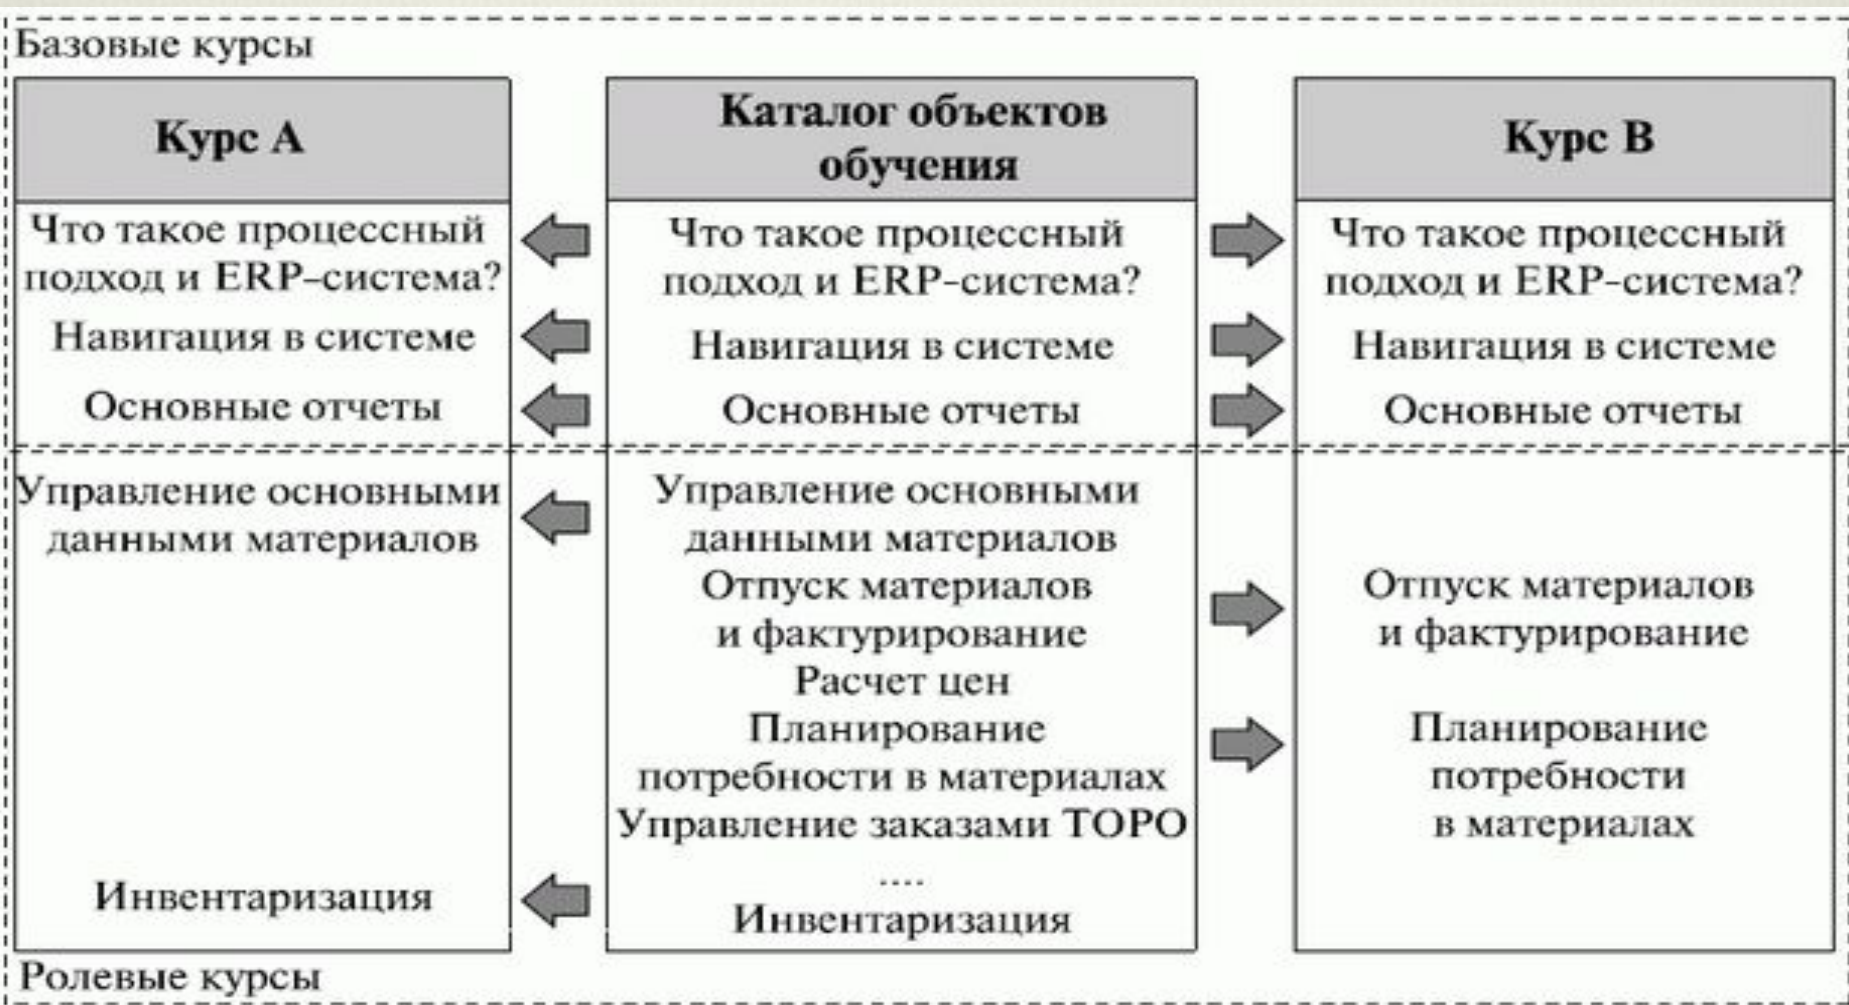 Базовые курсы
Курс А
Что такое процессный
подход и ERP–система?
Навигация в системе
Основные отчеты
Управление основными
данными материалов
Инвентаризация
Каталог объектов
обучения
Что такое процессный
подход и ERP-система?
Навигация в системе
Основные отчеты
Управление основными
данными материалов
Отпуск материалов
и фактурирование
Расчет цен
Планирование
потребности в материалах
Управление заказами ТОРО
....
Инвентаризация
Курс В
Что такое процессный
подход и ERP–система?
Навигация в системе
Основные отчеты
Отпуск материалов
и фактурирование
Планирование
потребности
в материалах
Ролевые курсы